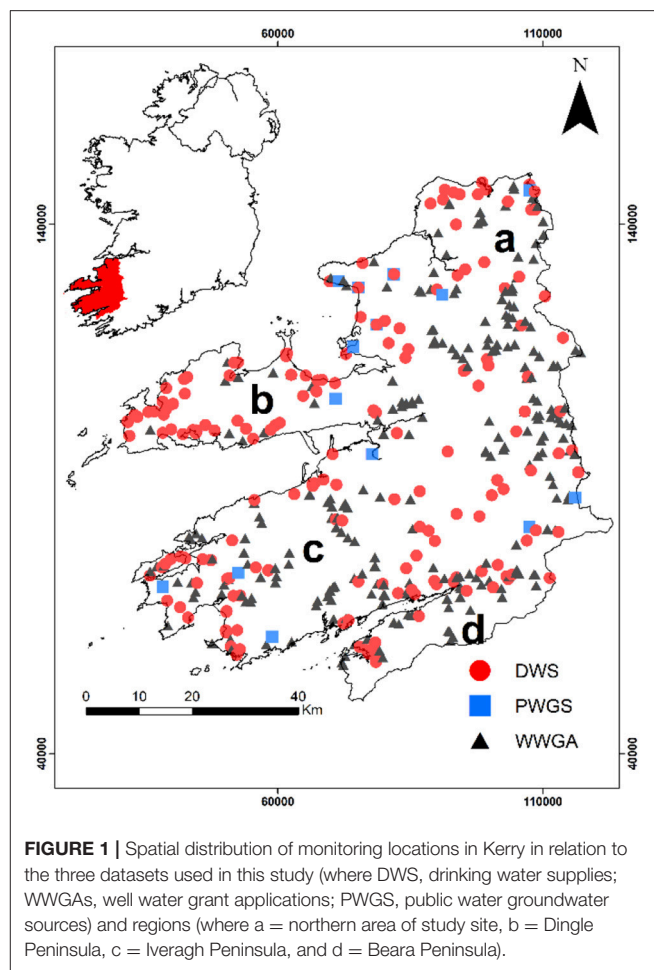 60000 110000
N
140000 140000
a
b
c
d
DWS
PWGS
WWGA
0 10 20 40
Km
40000 40000
60000 110000
FIGURE 1 | Spatial distribution of monitoring locations in Kerry in relation to
the three datasets used in this study (where DWS, drinking water supplies;
WWGAs, well water grant applications; PWGS, public water groundwater
sources) and regions (where a = northern area of study site, b = Dingle
Peninsula, c = Iveragh Peninsula, and d = Beara Peninsula).